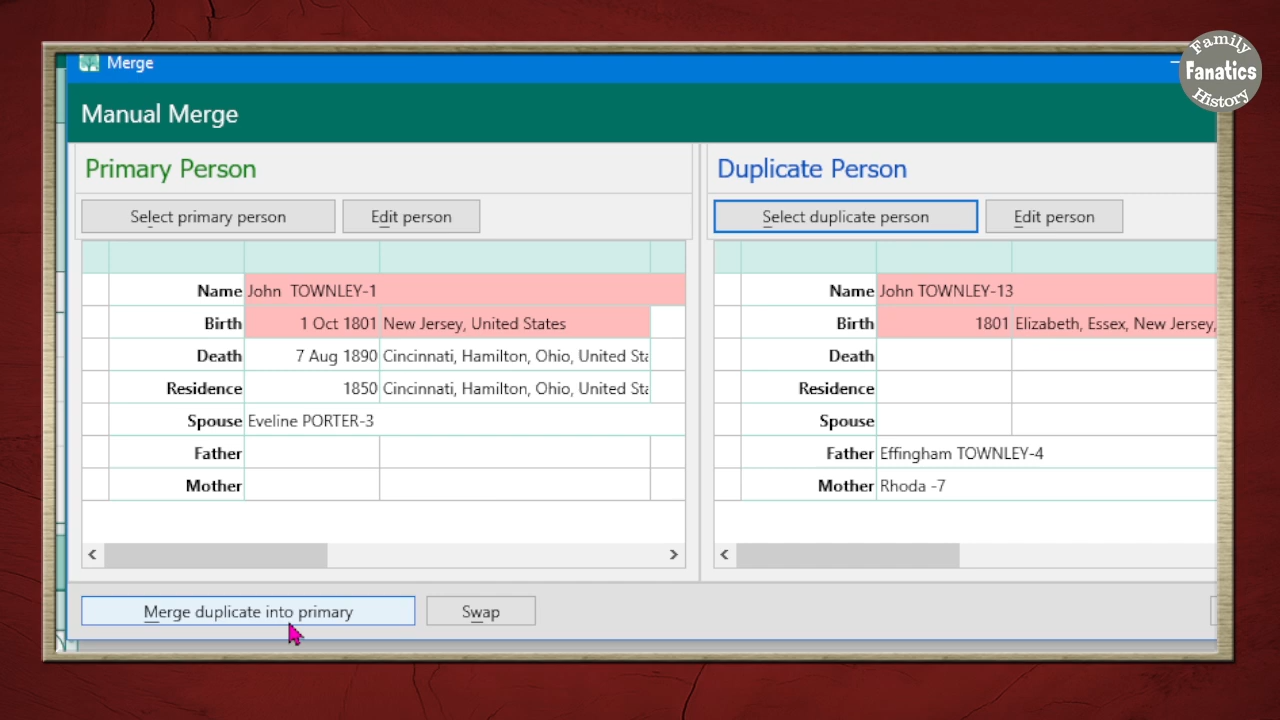 Family
Fanatics
History
Merge
Manual Merge
Primary Person
Select primary person Edit person
Name John TOWNLEY-1
Birth 1 Oct 1801 New Jersey, United States
Death 7 Aug 1890 Cincinnati, Hamilton, Ohio, United Sta
Residence 1850 Cincinnati, Hamilton, Ohio, United Sta
Spouse Eveline PORTER-3
Father
Mother
Duplicate Person
Select duplicate person Edit person
Name John TOWNLEY-13
Birth 1801 Elizabeth, Essex, New Jersey,
Death
Residence
Spouse
Father Effingham TOWNLEY-4
Mother Rhoda -7
Merge duplicate into primary Swap